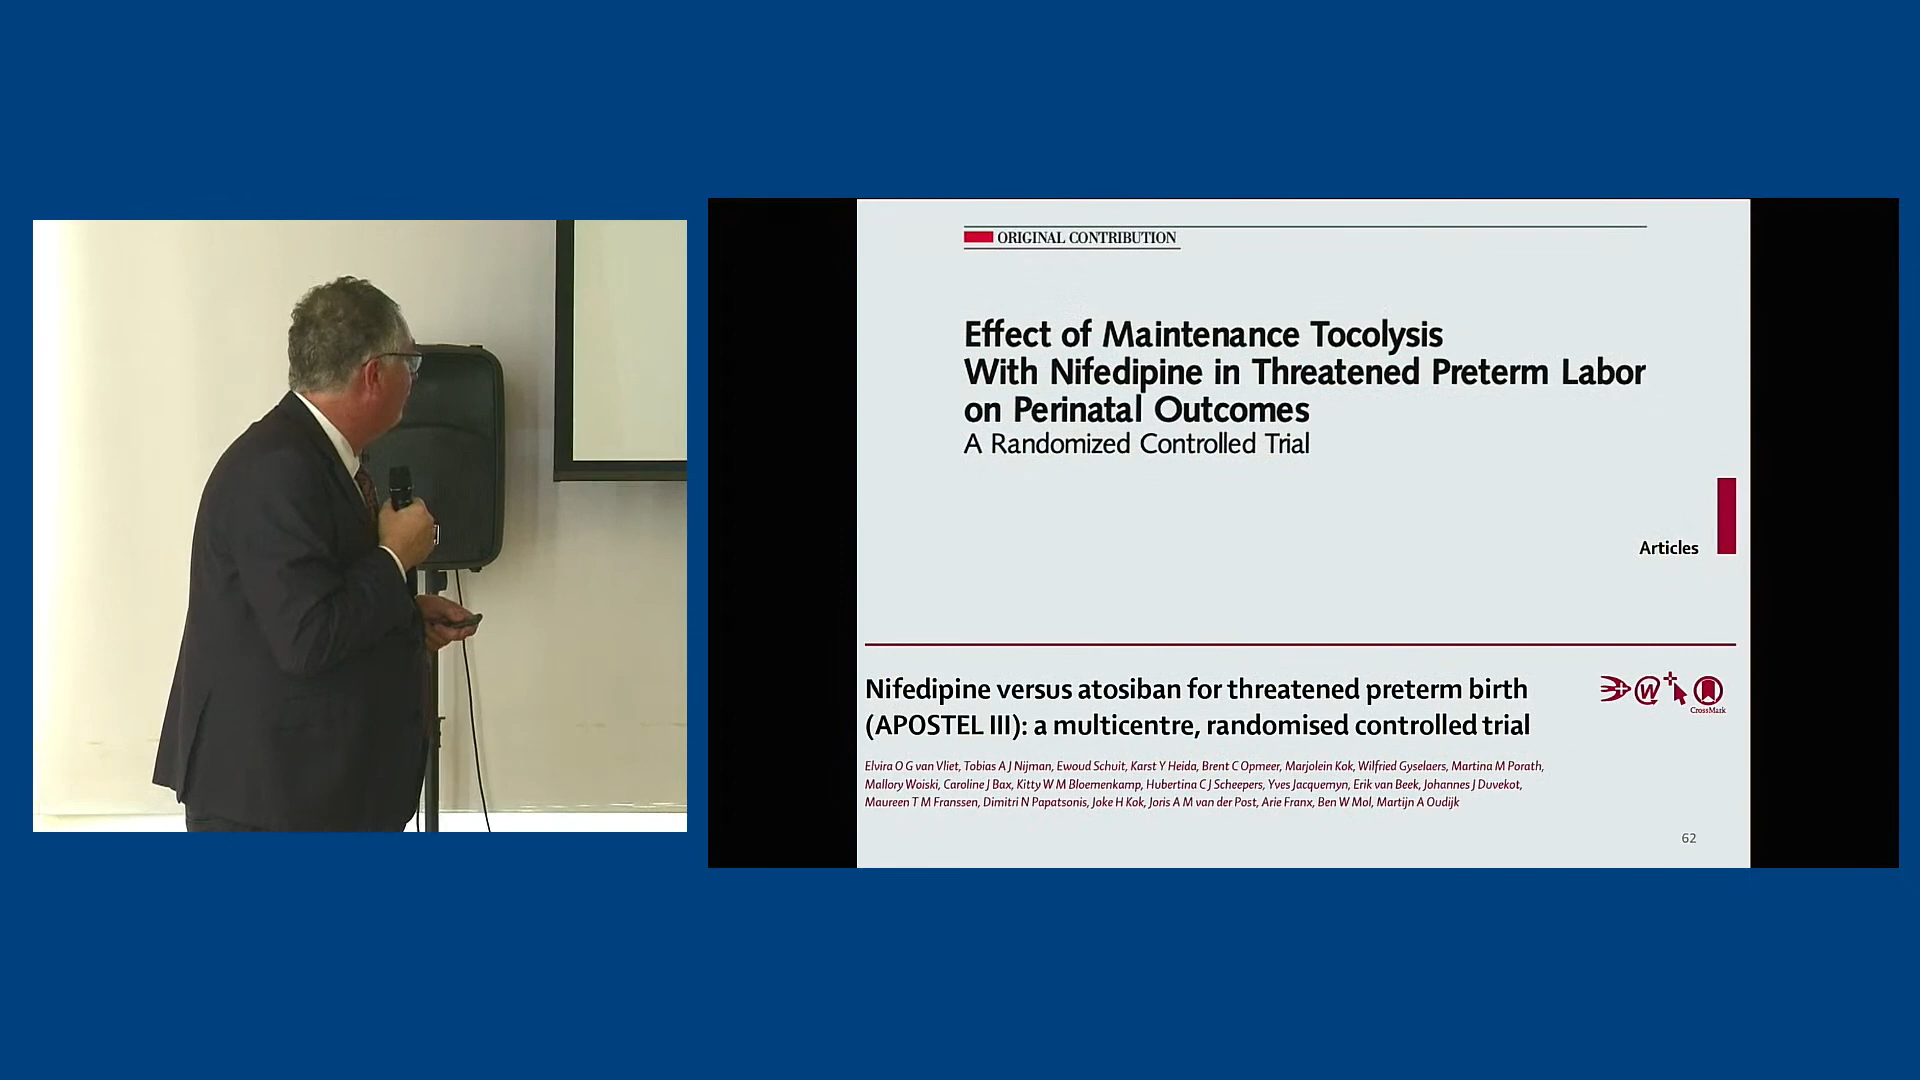 ORIGINAL CONTRIBUTION
Effect of Maintenance Tocolysis
With Nifedipine in Threatened Preterm Labor
on Perinatal Outcomes
A Randomized Controlled Trial
Articles
Nifedipine versus atosiban for threatened preterm birth
(APOSTEL III): a multicentre, randomised controlled trial
CrossMark
Elvira O G van Vliet, Tobias A J Nijman, Ewoud Schuit, Karst Y Heida, Brent C Opmeer, Marjolein Kok, Wilfried Gyselaers, Martina M Porath,
Mallory Woiski, Caroline J Bax, Kitty W M Bloemenkamp, Hubertina C J Scheepers, Yves Jacquemyn, Erik van Beek, Johannes J Duvekot,
Maureen T M Franssen, Dimitri N Papatsonis, Joke H Kok, Joris A M van der Post, Arie Franx, Ben W Mol, Martijn A Oudijk
62